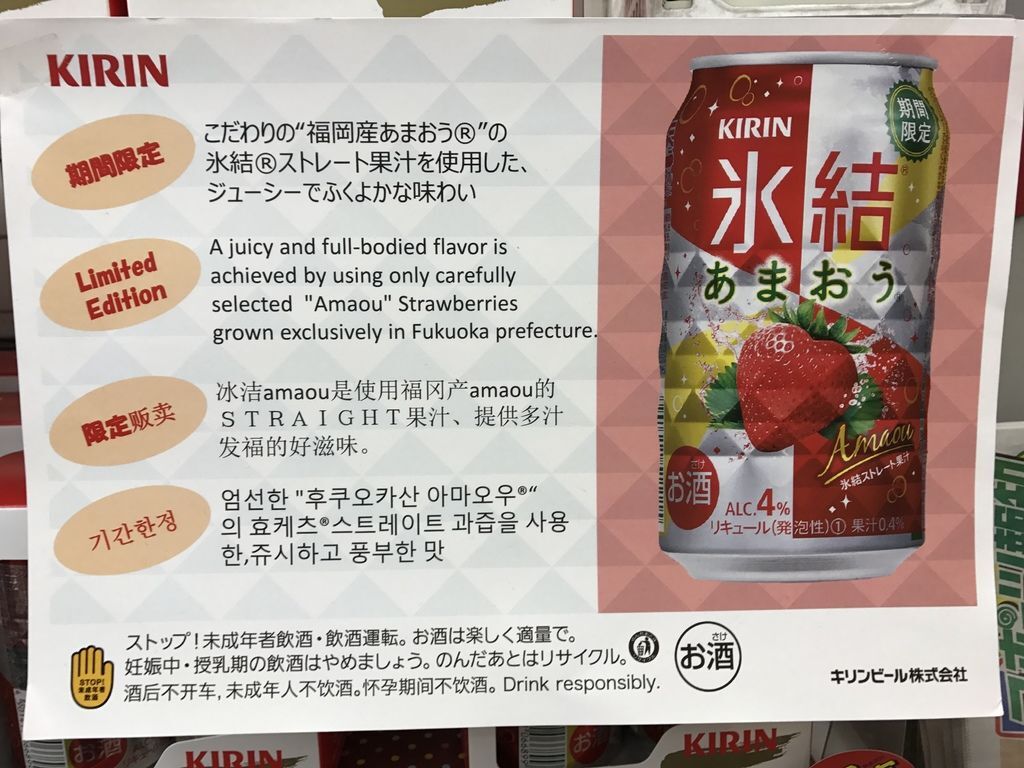 KIRIN
期間限定
こだわりの“福岡産あまおう®”の
氷結®ストレート果汁を使用した、
ジューシーでふくよかな味わい
Limited
Edition
A juicy and full-bodied flavor is
achieved by using only carefully
selected "Amaou" Strawberries
grown exclusively in Fukuoka prefecture.
限定贩卖
冰洁amaou是使用福冈产amaou的
ＳＴＲＡＩＧＨＴ果汁、提供多汁
发福的好滋味。
기간한정
엄선한 "후쿠오카산 아마오우®“
의 효케츠®스트레이트 과즙을 사용
한,쥬시하고 풍부한 맛
期間
限定
KIRIN
氷結®
あまおう
Amaou
氷結ストレート果汁
さけ
お酒
ALC.4%
リキュール(発泡性)① 果汁0.4%
STOP!
未成年者
飲酒
ストップ!未成年者飲酒・飲酒運転。お酒は楽しく適量で。
妊娠中・授乳期の飲酒はやめましょう。のんだあとはリサイクル。
酒后不开车,未成年人不饮酒。怀孕期间不饮酒。Drink responsibly.
さけ
お酒
キリンビール株式会社
お酒
KIRIN
お酒
KIRIN